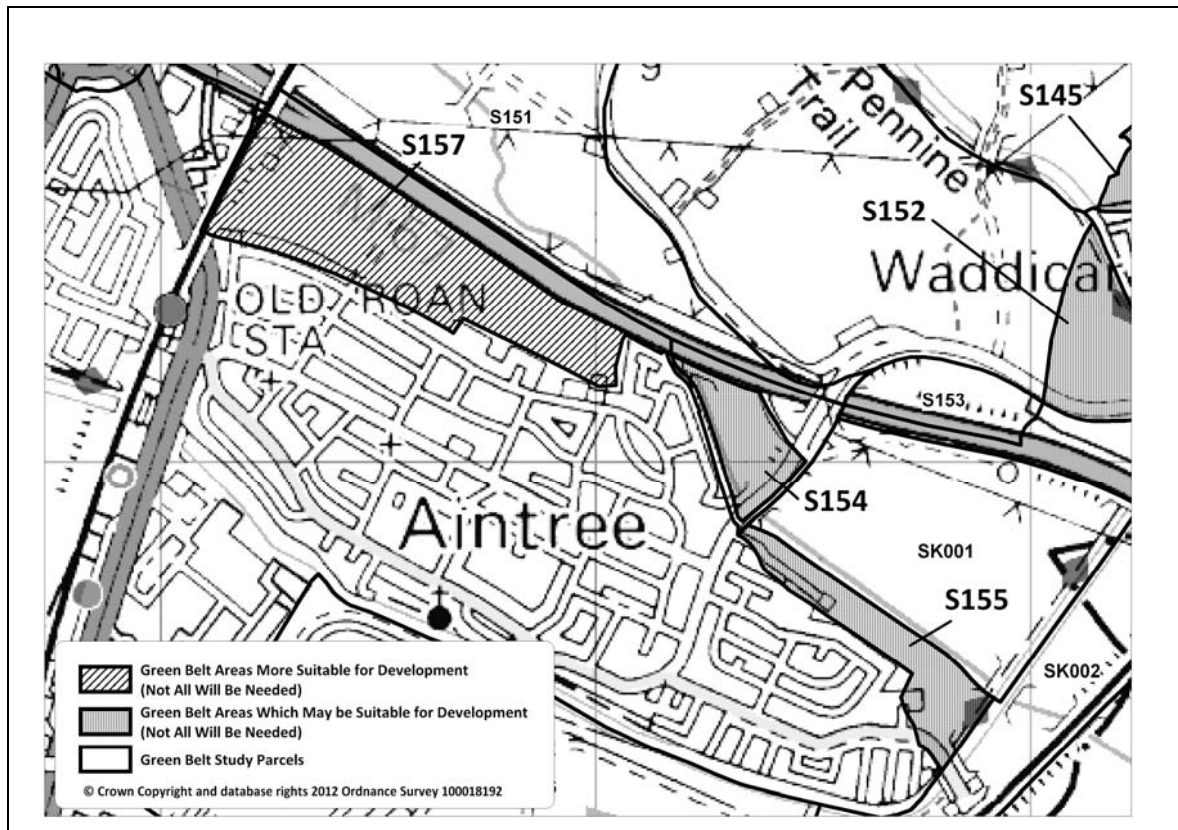 S145
S151
S157
Pennine
Trail
S152
Waddicar
OLD ROAN
STA
S153
S154
Aintree
SK001
S155
SK002
Green Belt Areas More Suitable for Development
(Not All Will Be Needed)
Green Belt Areas Which May be Suitable for Development
(Not All Will Be Needed)
Green Belt Study Parcels
© Crown Copyright and database rights 2012 Ordnance Survey 100018192